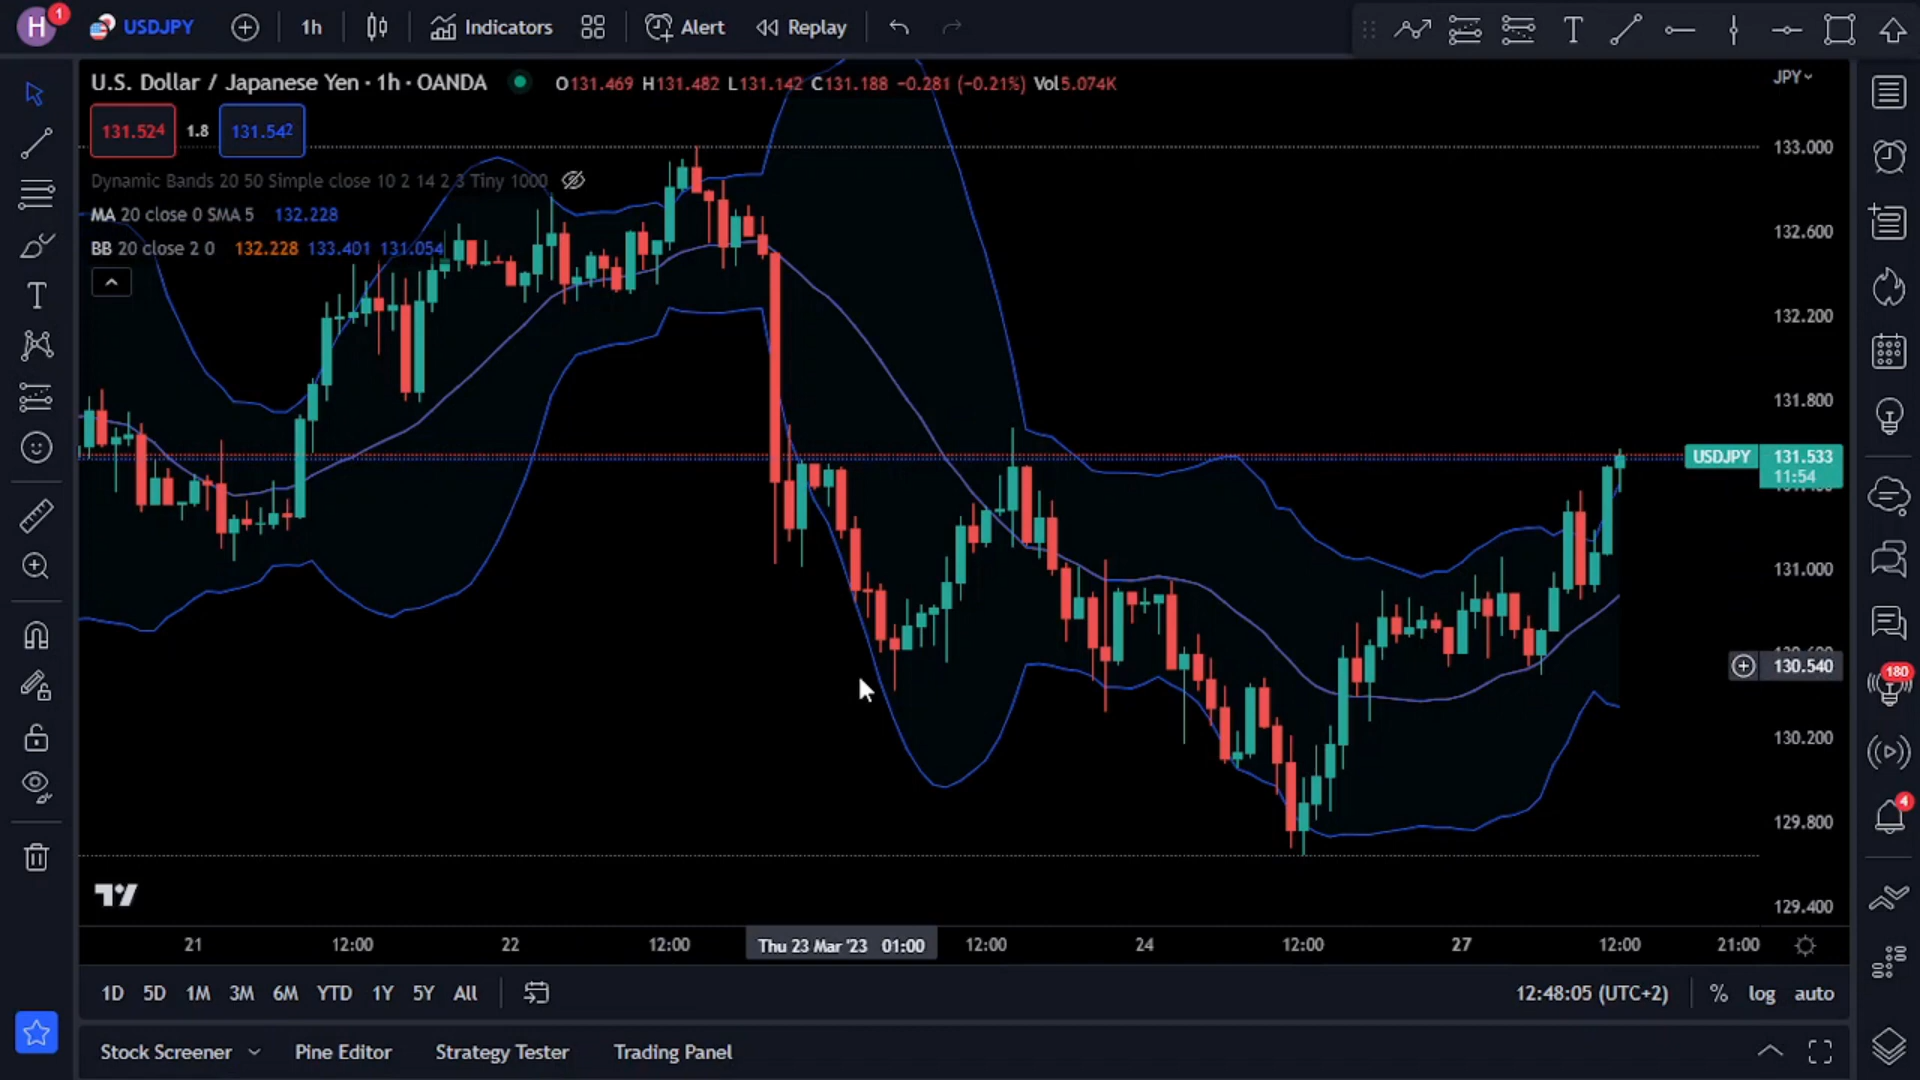 H 1 USDJPY 1h Indicators Alert Replay T
U.S. Dollar / Japanese Yen · 1h · OANDA O131.469 H131.482 L131.142 C131.188 −0.281 (−0.21%) Vol5.074K JPY
131.524 1.8 131.542
Dynamic Bands 20 50 Simple close 10 2 14 2 3 Tiny 1000
MA 20 close 0 SMA 5 132.228
BB 20 close 2 0 132.228 133.401 131.054
133.000
132.600
132.200
131.800
USDJPY 131.533
11:54
131.000
130.540
130.200
129.800
129.400
T
180
4
21 12:00 22 12:00 Thu 23 Mar '23 01:00 12:00 24 12:00 27 12:00 21:00
1D 5D 1M 3M 6M YTD 1Y 5Y All 12:48:05 (UTC+2) % log auto
Stock Screener Pine Editor Strategy Tester Trading Panel